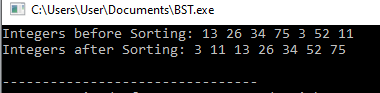 C:\Users\User\Documents\BST.exe
Integers before Sorting: 13 26 34 75 3 52 11
Integers after Sorting: 3 11 13 26 34 52 75
--------------------------------